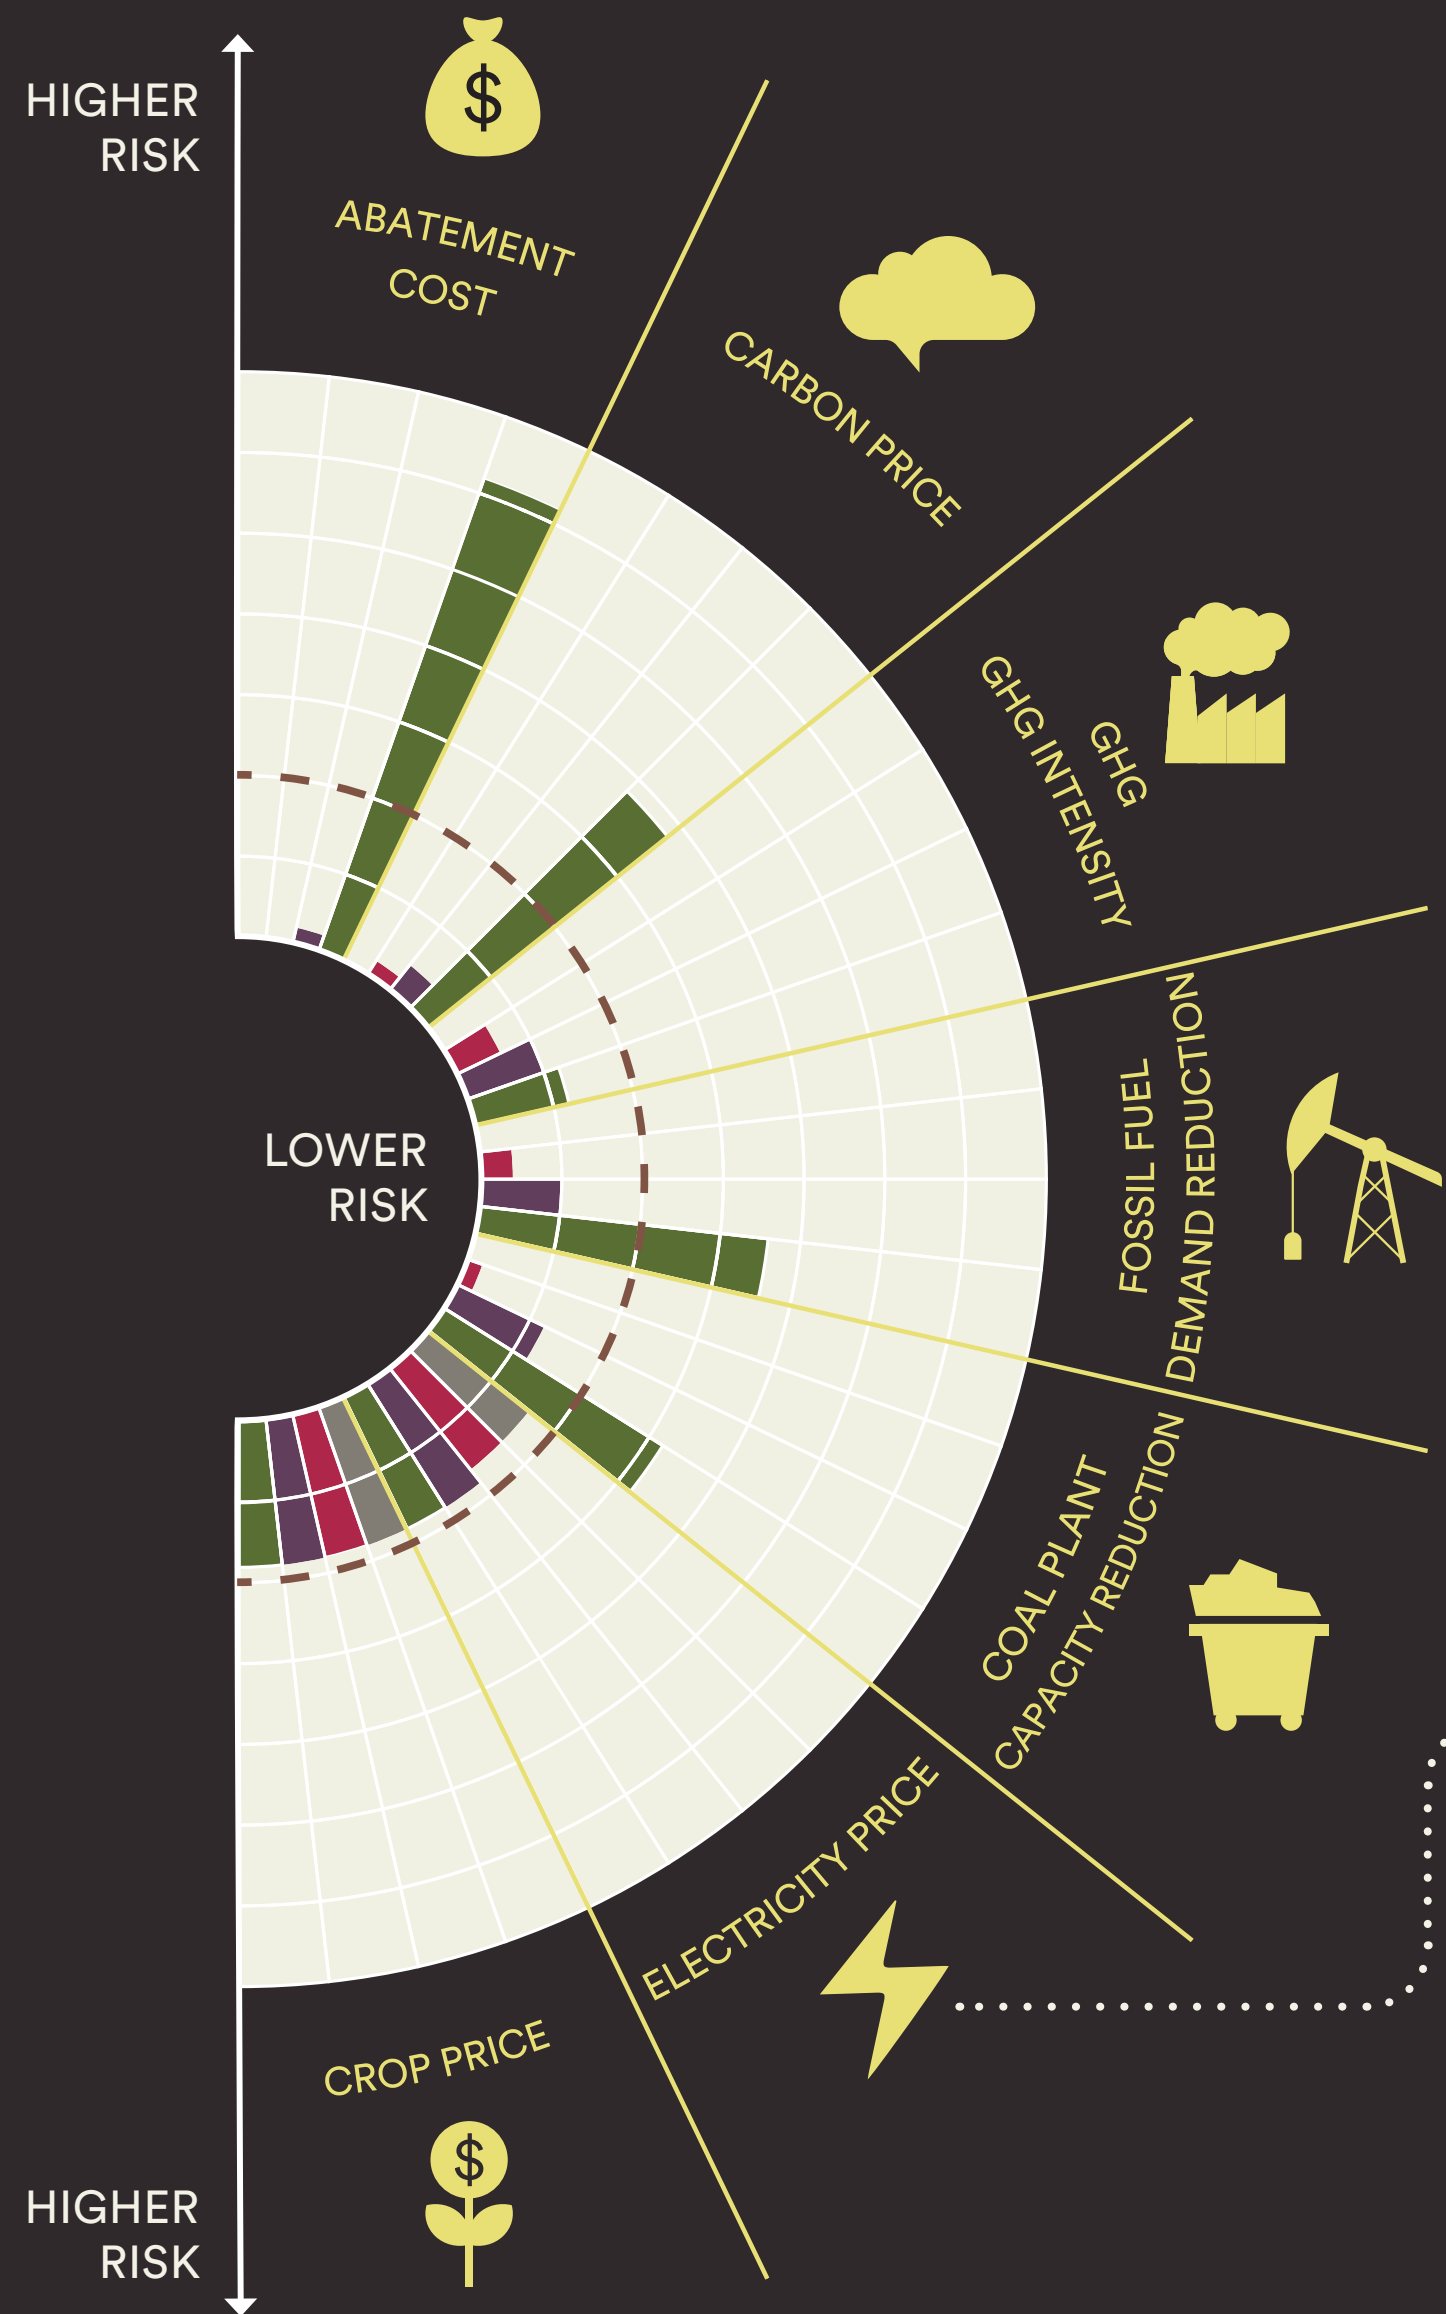 HIGHER
RISK
$
ABATEMENT
COST
CARBON PRICE
GHG
GHG INTENSITY
FOSSIL FUEL
DEMAND REDUCTION
LOWER
RISK
COAL PLANT
CAPACITY REDUCTION
ELECTRICITY PRICE
CROP PRICE
$
HIGHER
RISK